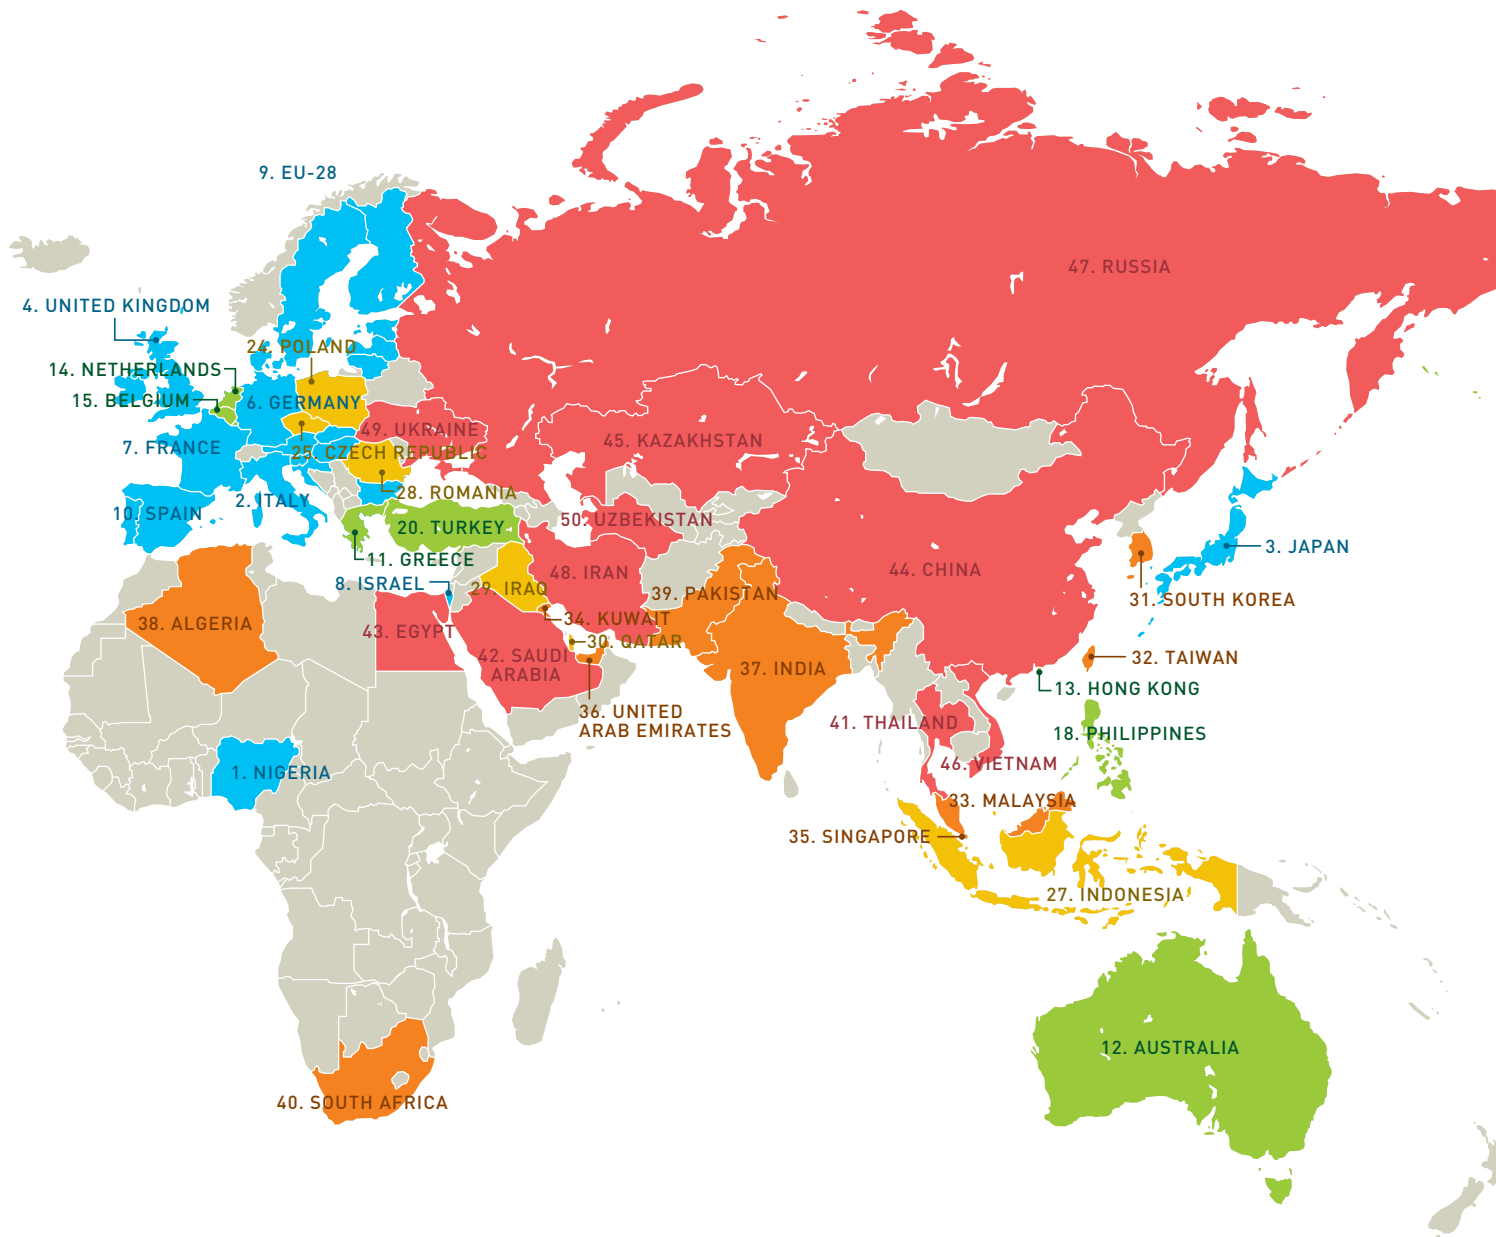 9. EU-28
47. RUSSIA
4. UNITED KINGDOM
24. POLAND
14. NETHERLANDS
15. BELGIUM
6. GERMANY
49. UKRAINE
45. KAZAKHSTAN
7. FRANCE
25. CZECH REPUBLIC
28. ROMANIA
2. ITALY
10. SPAIN
50. UZBEKISTAN
20. TURKEY
3. JAPAN
11. GREECE
44. CHINA
48. IRAN
8. ISRAEL
29. IRAQ
39. PAKISTAN
31. SOUTH KOREA
34. KUWAIT
38. ALGERIA
43. EGYPT
30. QATAR
42. SAUDI
ARABIA
32. TAIWAN
37. INDIA
13. HONG KONG
36. UNITED
ARAB EMIRATES
41. THAILAND
18. PHILIPPINES
46. VIETNAM
1. NIGERIA
33. MALAYSIA
35. SINGAPORE
27. INDONESIA
12. AUSTRALIA
40. SOUTH AFRICA